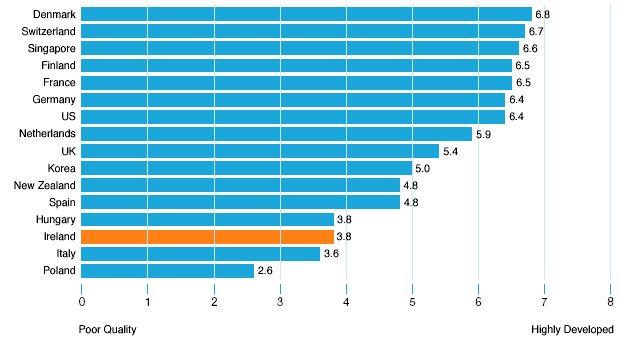 Denmark 6.8
Switzerland 6.7
Singapore 6.6
Finland 6.5
France 6.5
Germany 6.4
US 6.4
Netherlands 5.9
UK 5.4
Korea 5.0
New Zealand 4.8
Spain 4.8
Hungary 3.8
Ireland 3.8
Italy 3.6
Poland 2.6
0 1 2 3 4 5 6 7 8
Poor Quality Highly Developed